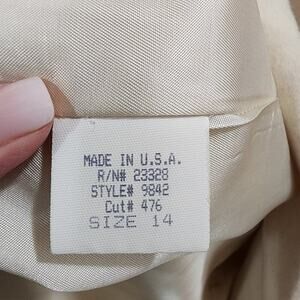 MADE IN U.S.A.
R/N# 23328
STYLE# 9842
Cut# 476
SIZE 14